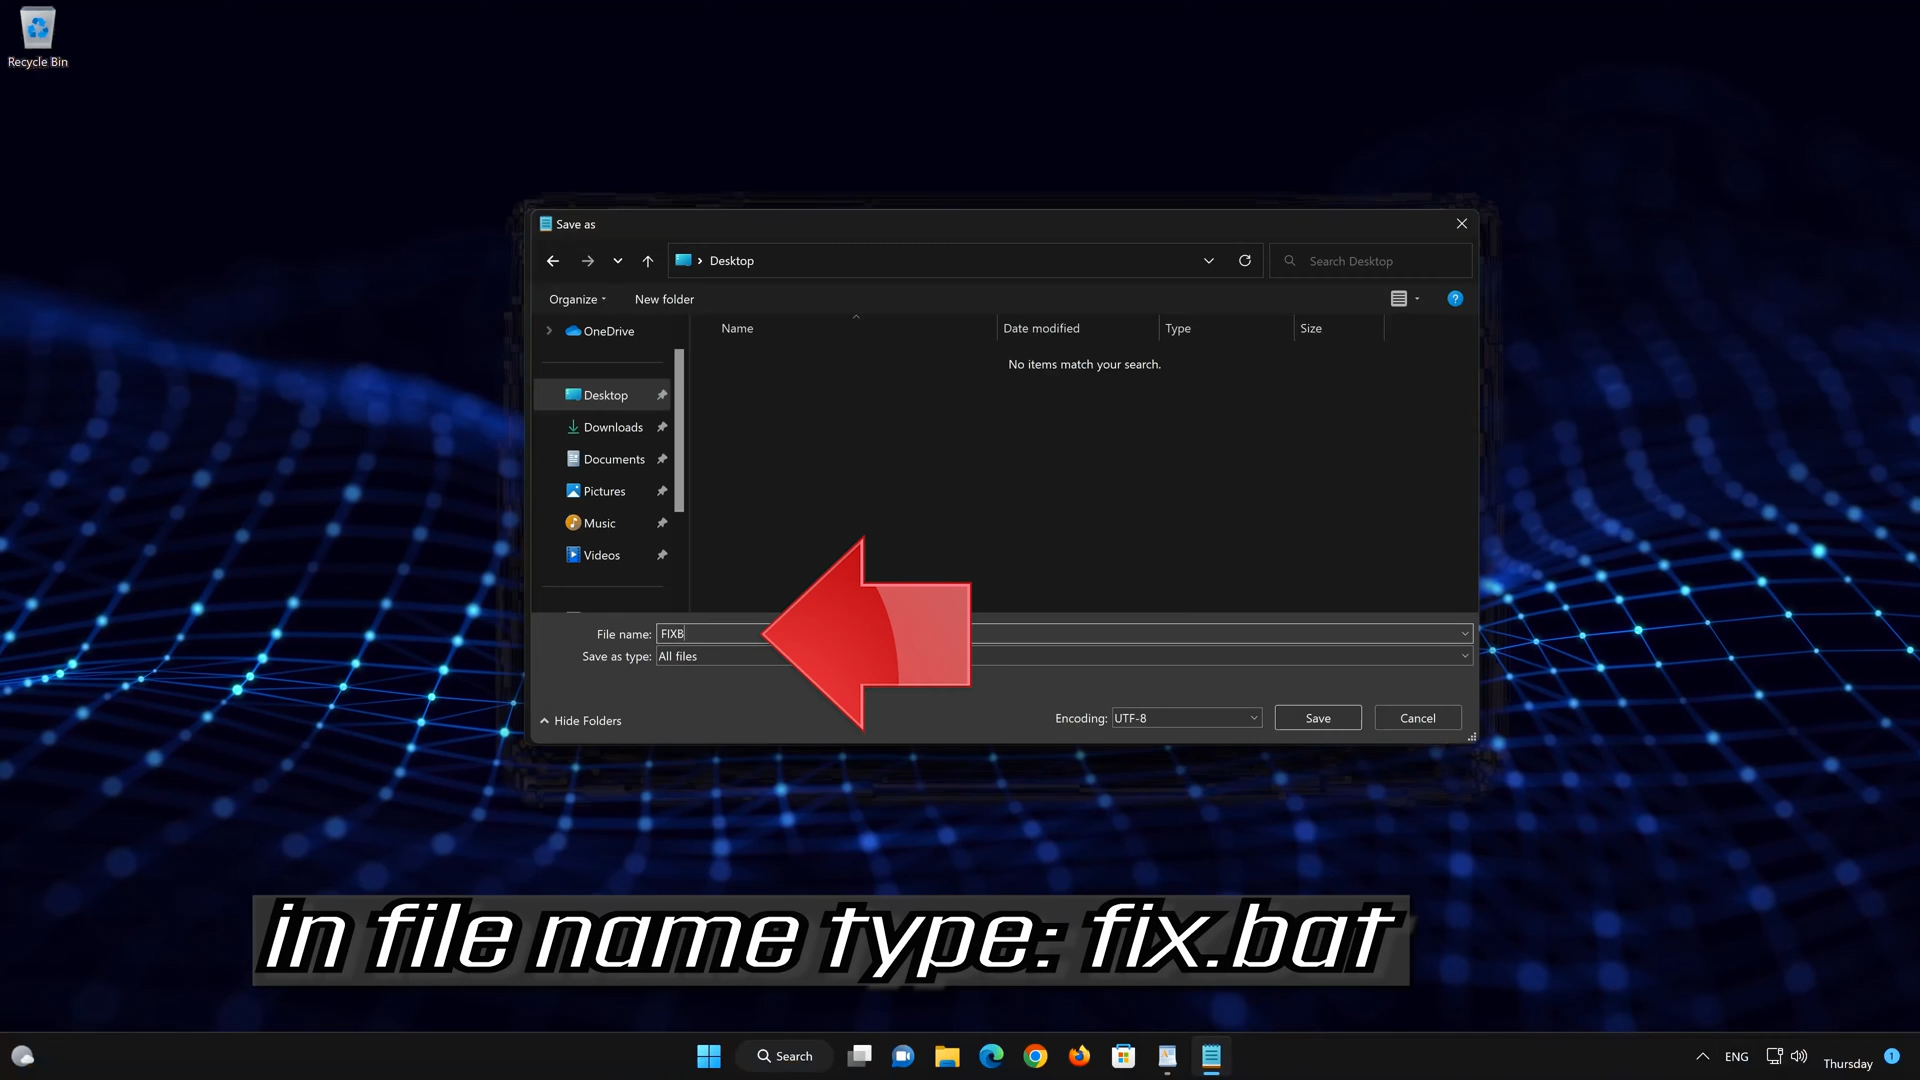 Recycle Bin
Save as
Desktop
Search Desktop
Organize
New folder
OneDrive
Desktop
Downloads
Documents
Pictures
Music
Videos
Name
Date modified
Type
Size
No items match your search.
File name: FIXB
Save as type: All files
Hide Folders
Encoding: UTF-8
Save
Cancel
in file name type: fix.bat
Search
ENG
Thursday
1